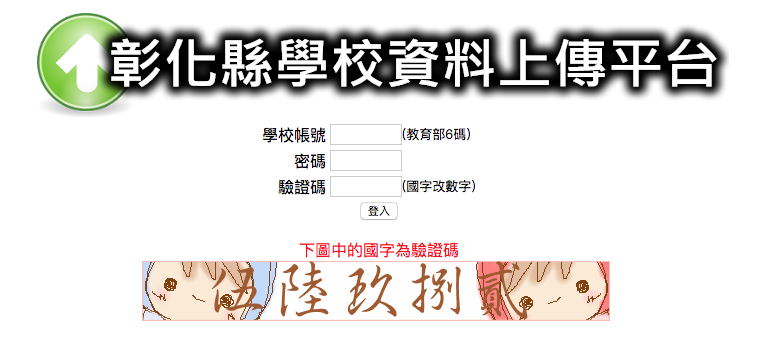 彰化縣學校資料上傳平台
學校帳號 (教育部6碼)
密碼
驗證碼 (國字改數字)
登入
下圖中的國字為驗證碼
伍陸玖捌貳